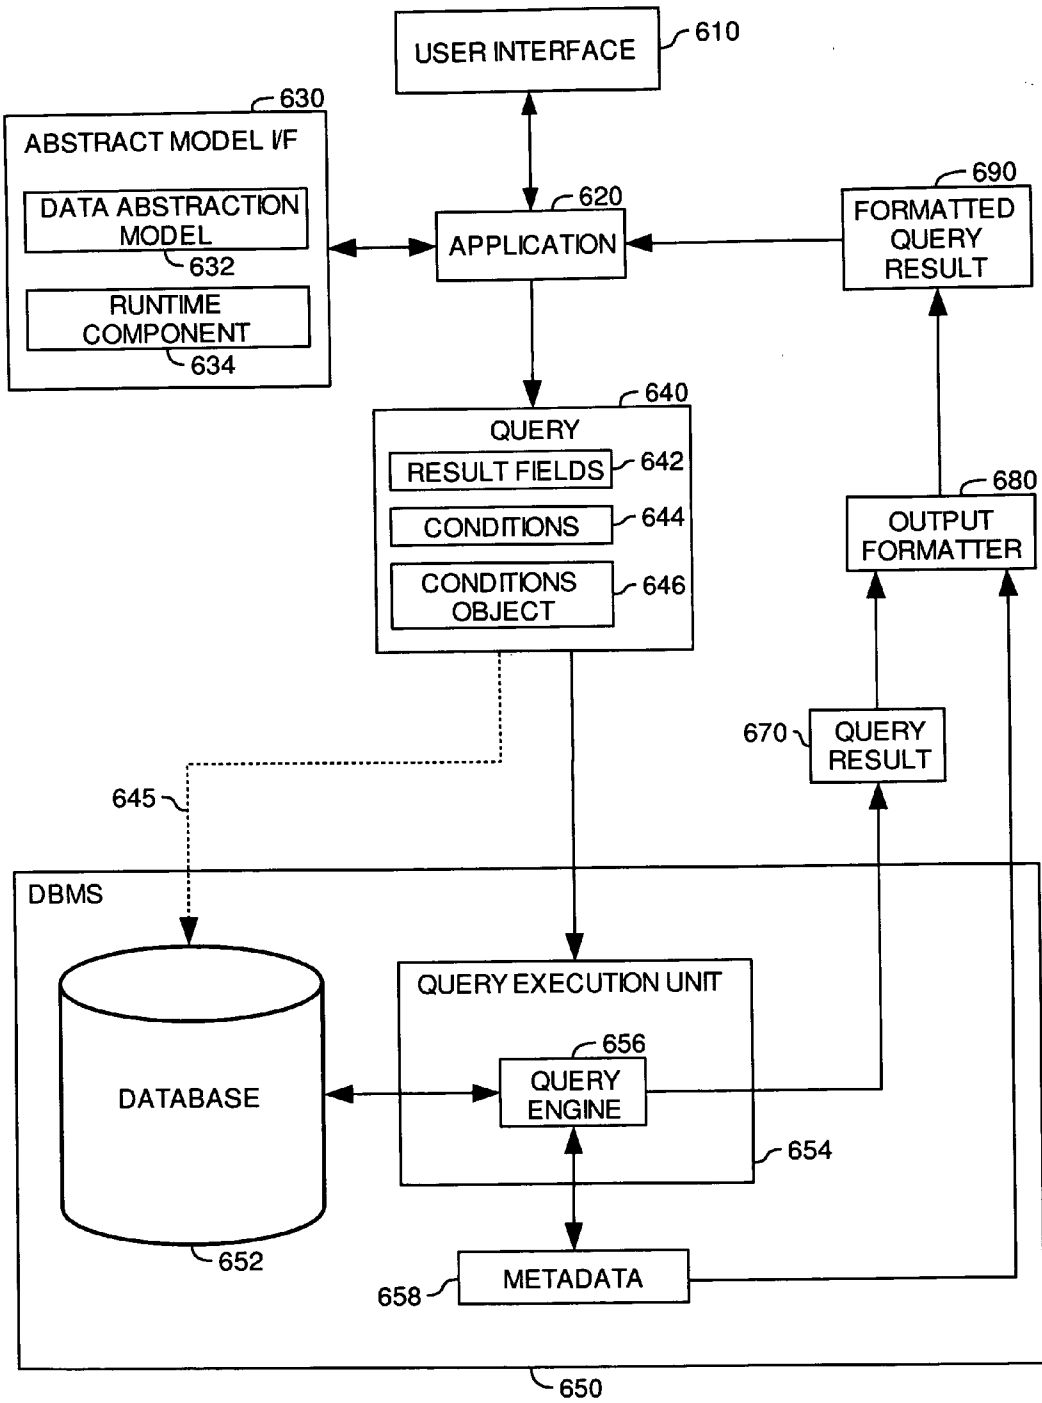 USER INTERFACE
610
630
ABSTRACT MODEL I/F
DATA ABSTRACTION
MODEL
632
RUNTIME
COMPONENT
634
620
APPLICATION
690
FORMATTED
QUERY
RESULT
640
QUERY
RESULT FIELDS
642
CONDITIONS
644
CONDITIONS
OBJECT
646
680
OUTPUT
FORMATTER
670
QUERY
RESULT
645
DBMS
QUERY EXECUTION UNIT
656
QUERY
ENGINE
DATABASE
654
652
METADATA
658
650